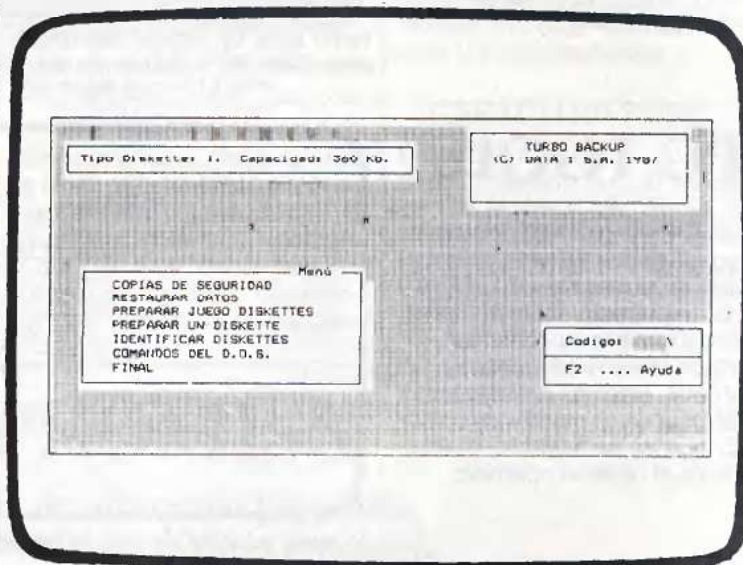 Tipo Diskette: 1. Capacidad: 360 Kb.
TURBO BACKUP
(C) DATA 1 S.A. 1987
Menú
COPIAS DE SEGURIDAD
RESTAURAR DATOS
PREPARAR JUEGO DISKETTES
PREPARAR UN DISKETTE
IDENTIFICAR DISKETTES
COMANDOS DEL D.O.S.
FINAL
Codigo:
F2 .... Ayuda